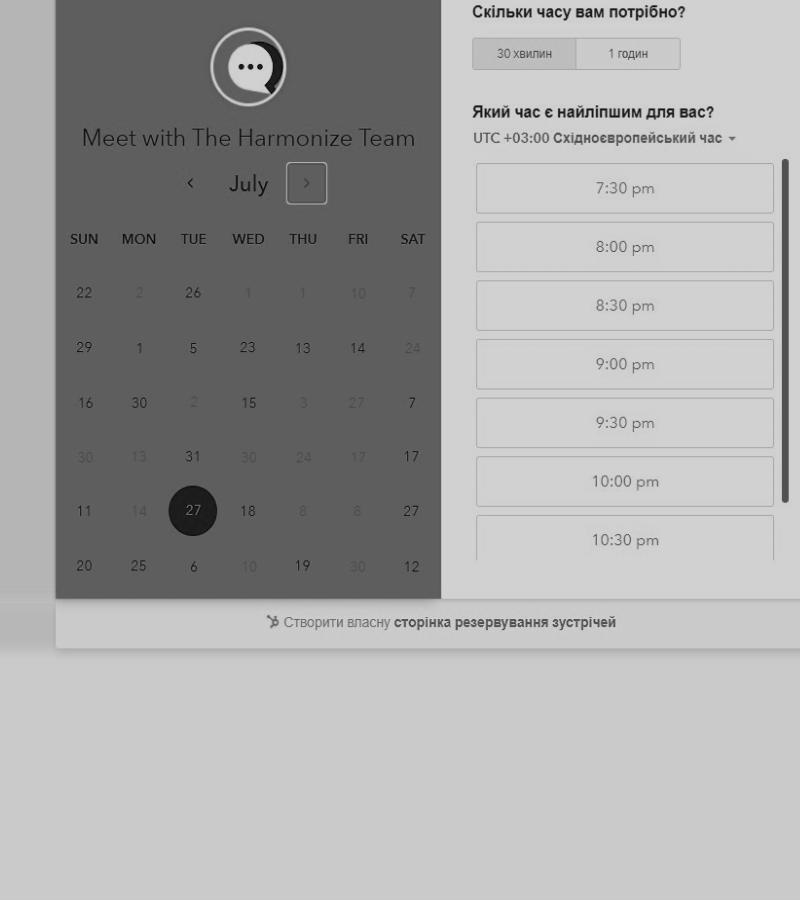 Meet with The Harmonize Team
July
SUN MON TUE WED THU FRI SAT
22 2 26 1 1 10 7
29 1 5 23 13 14 24
16 30 2 15 3 27 7
30 13 31 30 24 17 17
11 14 27 18 8 8 27
20 25 6 10 19 30 12
Скільки часу вам потрібно?
30 хвилин 1 годин
Який час є найліпшим для вас?
UTC +03:00 Східноєвропейський час
7:30 pm
8:00 pm
8:30 pm
9:00 pm
9:30 pm
10:00 pm
10:30 pm
Створити власну сторінка резервування зустрічей